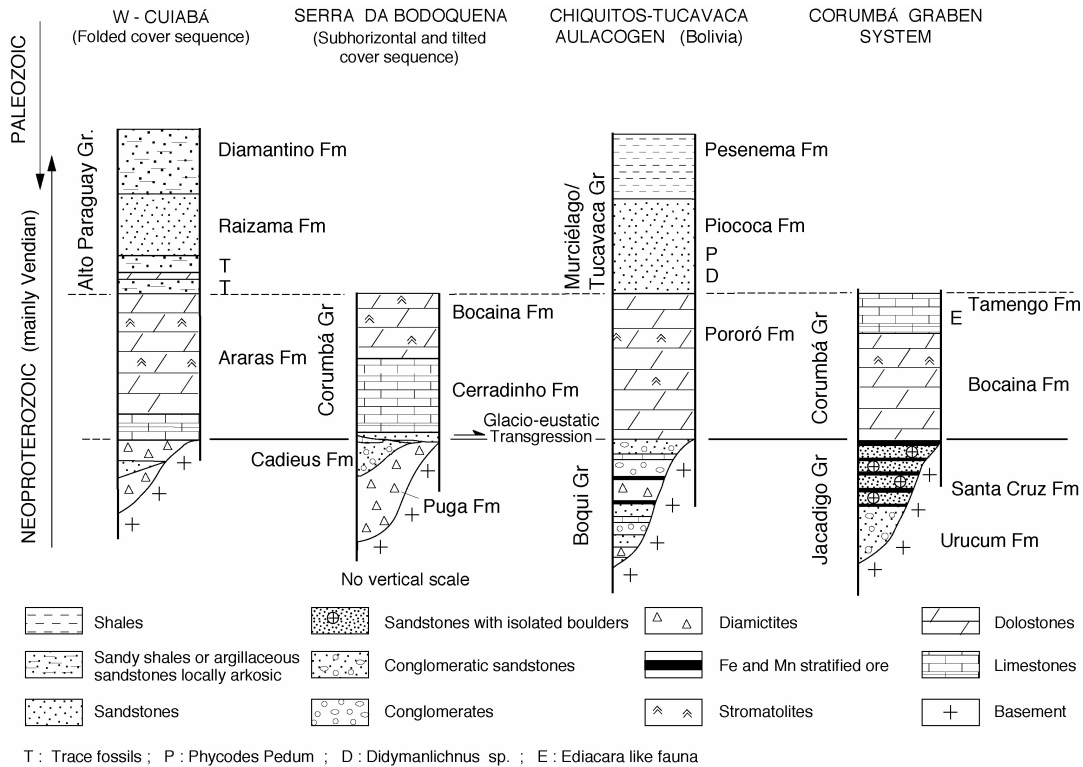 W - CUIABÁ
(Folded cover sequence)
SERRA DA BODOQUENA
(Subhorizontal and tilted
cover sequence)
CHIQUITOS-TUCAVACA
AULACOGEN (Bolivia)
CORUMBÁ GRABEN
SYSTEM
PALEOZOIC
NEOPROTEROZOIC (mainly Vendian)
Alto Paraguay Gr.
Diamantino Fm
Raizama Fm
T
T
Araras Fm
Corumbá Gr
Bocaina Fm
Cerradinho Fm
Glacio-eustatic
Transgression
Cadieus Fm
Puga Fm
No vertical scale
Murciélago/
Tucavaca Gr
Pesenema Fm
Piococa Fm
P
D
Pororó Fm
Boqui Gr
Corumbá Gr
Tamengo Fm
E
Bocaina Fm
Jacadigo Gr
Santa Cruz Fm
Urucum Fm
Shales
Sandstones with isolated boulders
Diamictites
Dolostones
Sandy shales or argillaceous
sandstones locally arkosic
Conglomeratic sandstones
Fe and Mn stratified ore
Limestones
Sandstones
Conglomerates
Stromatolites
Basement
T : Trace fossils ; P : Phycodes Pedum ; D : Didymanlichnus sp. ; E : Ediacara like fauna